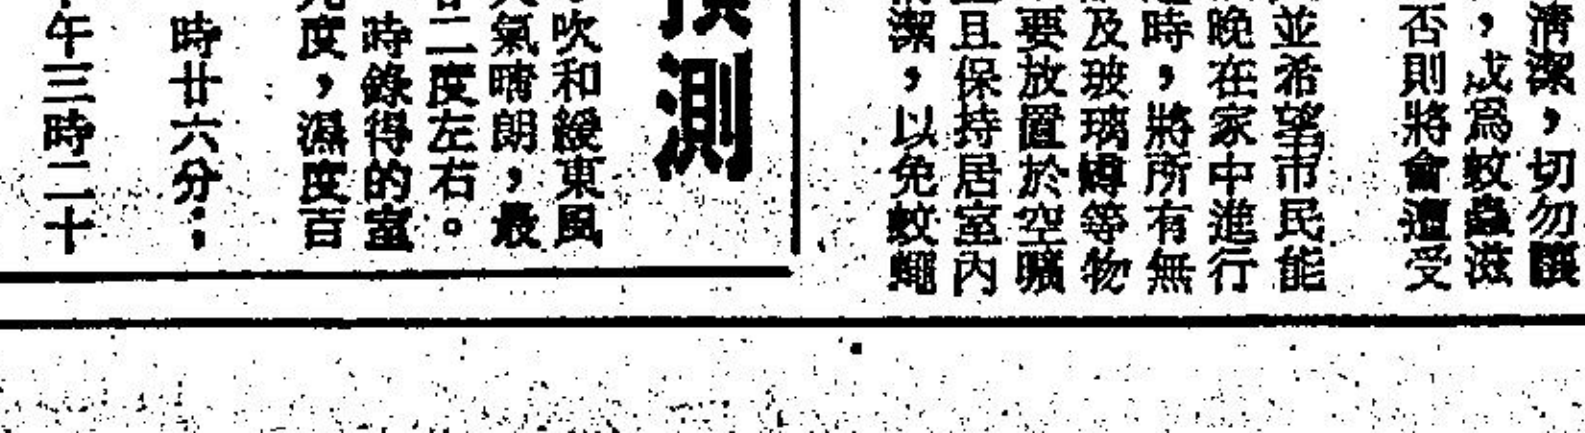 清潔，切勿讓
，或爲蚊蟲滋
否則將會遭受
並希望市民能
晚在家中進行
時，將所有無
及玻璃罇等物
要放置於空曠
且保持居室內
潔，以免蚊蠅
測
吹和緩東風
氣晴朗，最
二度左右。
時錄得的室
度，濕度百
時廿六分；
午三時二十